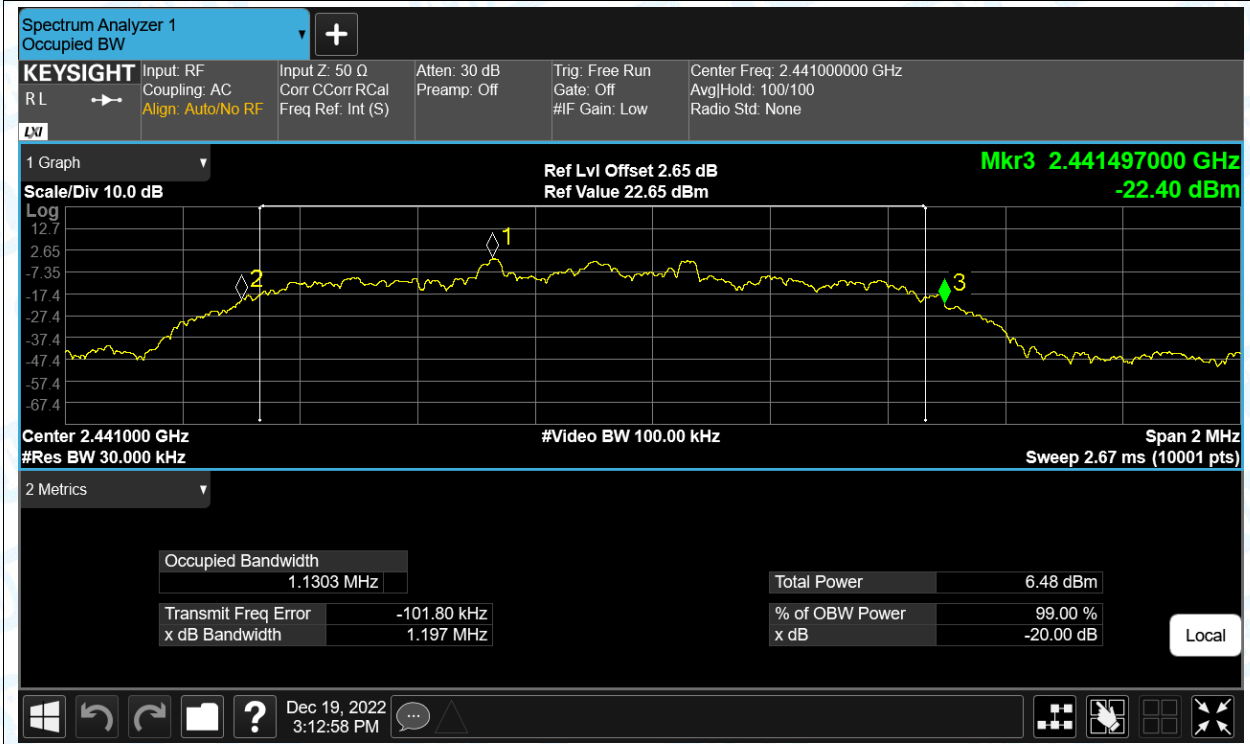 Spectrum Analyzer 1
Occupied BW
KEYSIGHT
R L
LXI
Input: RF
Coupling: AC
Align: Auto/No RF
Input Z: 50 Ω
Corr CCorr RCal
Freq Ref: Int (S)
Atten: 30 dB
Preamp: Off
Trig: Free Run
Gate: Off
#IF Gain: Low
Center Freq: 2.441000000 GHz
Avg|Hold: 100/100
Radio Std: None
1 Graph
Scale/Div 10.0 dB
Ref Lvl Offset 2.65 dB
Ref Value 22.65 dBm
Mkr3 2.441497000 GHz
-22.40 dBm
Log
12.7
2.65
-7.35
-17.4
-27.4
-37.4
-47.4
-57.4
-67.4
1
2
3
Center 2.441000 GHz
#Video BW 100.00 kHz
Span 2 MHz
#Res BW 30.000 kHz
Sweep 2.67 ms (10001 pts)
2 Metrics
Occupied Bandwidth
1.1303 MHz
Total Power 6.48 dBm
Transmit Freq Error -101.80 kHz
% of OBW Power 99.00 %
x dB Bandwidth 1.197 MHz
x dB -20.00 dB
Local
?
Dec 19, 2022
3:12:58 PM